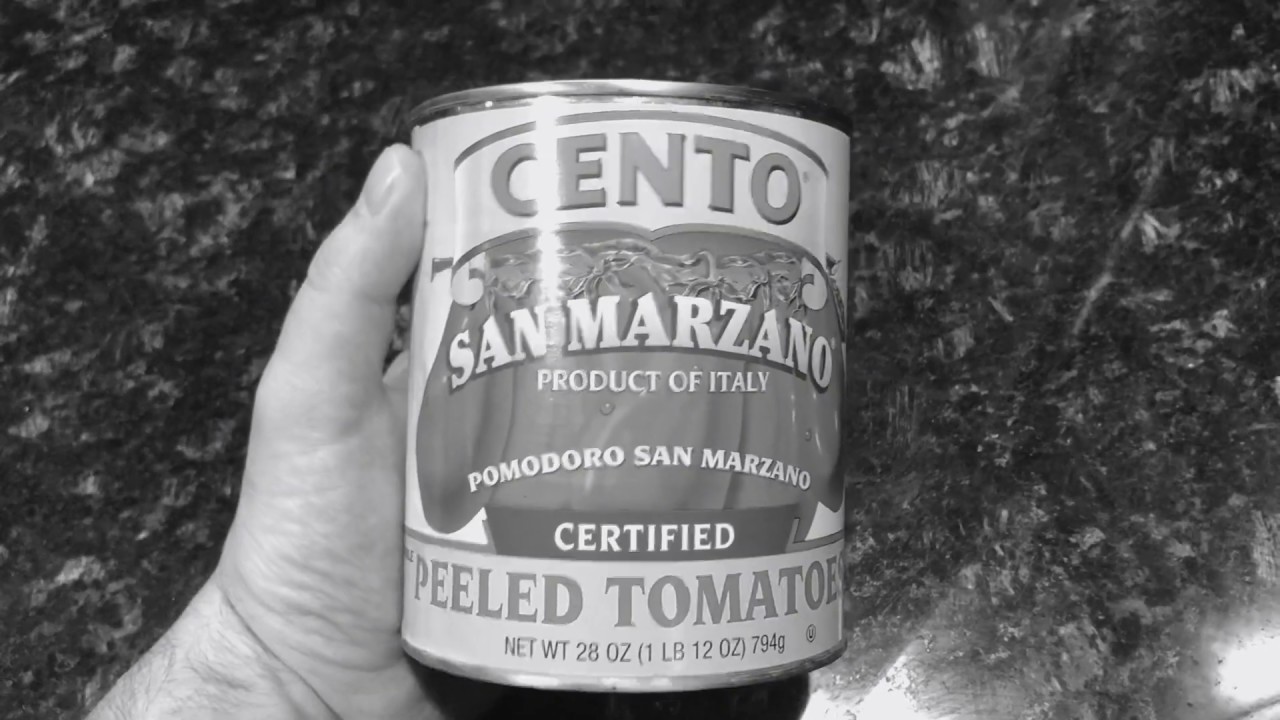 CENTO®
SAN MARZANO
PRODUCT OF ITALY
POMODORO SAN MARZANO
CERTIFIED
PEELED TOMATOES
NET WT 28 OZ (1 LB 12 OZ) 794g